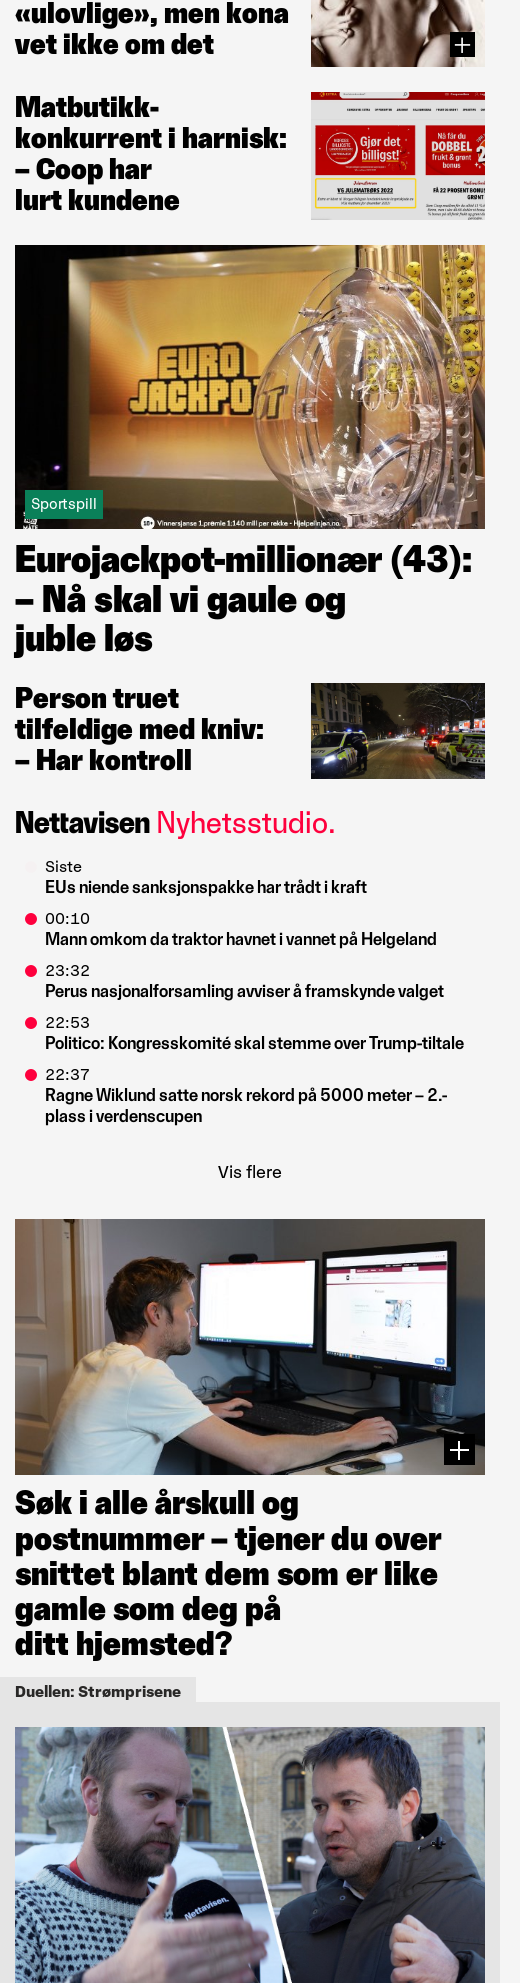 «ulovlige», men kona
vet ikke om det
Matbutikk-
konkurrent i harnisk:
– Coop har
lurt kundene
Gjør det
billigst!
Nå får du
DOBBEL
frukt & grønt
bonus
VG JULEMATBØRS 2022
FÅ 22 PROSENT BONUS
GRØNT
EURO
JACKPOT
Sportspill
18+ Vinnersjanse 1.premie 1:140 mill per rekke - Hjelpelinjen.no
Eurojackpot-millionær (43):
– Nå skal vi gaule og
juble løs
Person truet
tilfeldige med kniv:
– Har kontroll
Nettavisen Nyhetsstudio.
Siste
EUs niende sanksjonspakke har trådt i kraft
00:10
Mann omkom da traktor havnet i vannet på Helgeland
23:32
Perus nasjonalforsamling avviser å framskynde valget
22:53
Politico: Kongresskomité skal stemme over Trump-tiltale
22:37
Ragne Wiklund satte norsk rekord på 5000 meter – 2.-
plass i verdenscupen
Vis flere
Søk i alle årskull og
postnummer – tjener du over
snittet blant dem som er like
gamle som deg på
ditt hjemsted?
Duellen: Strømprisene
Nettavisen.